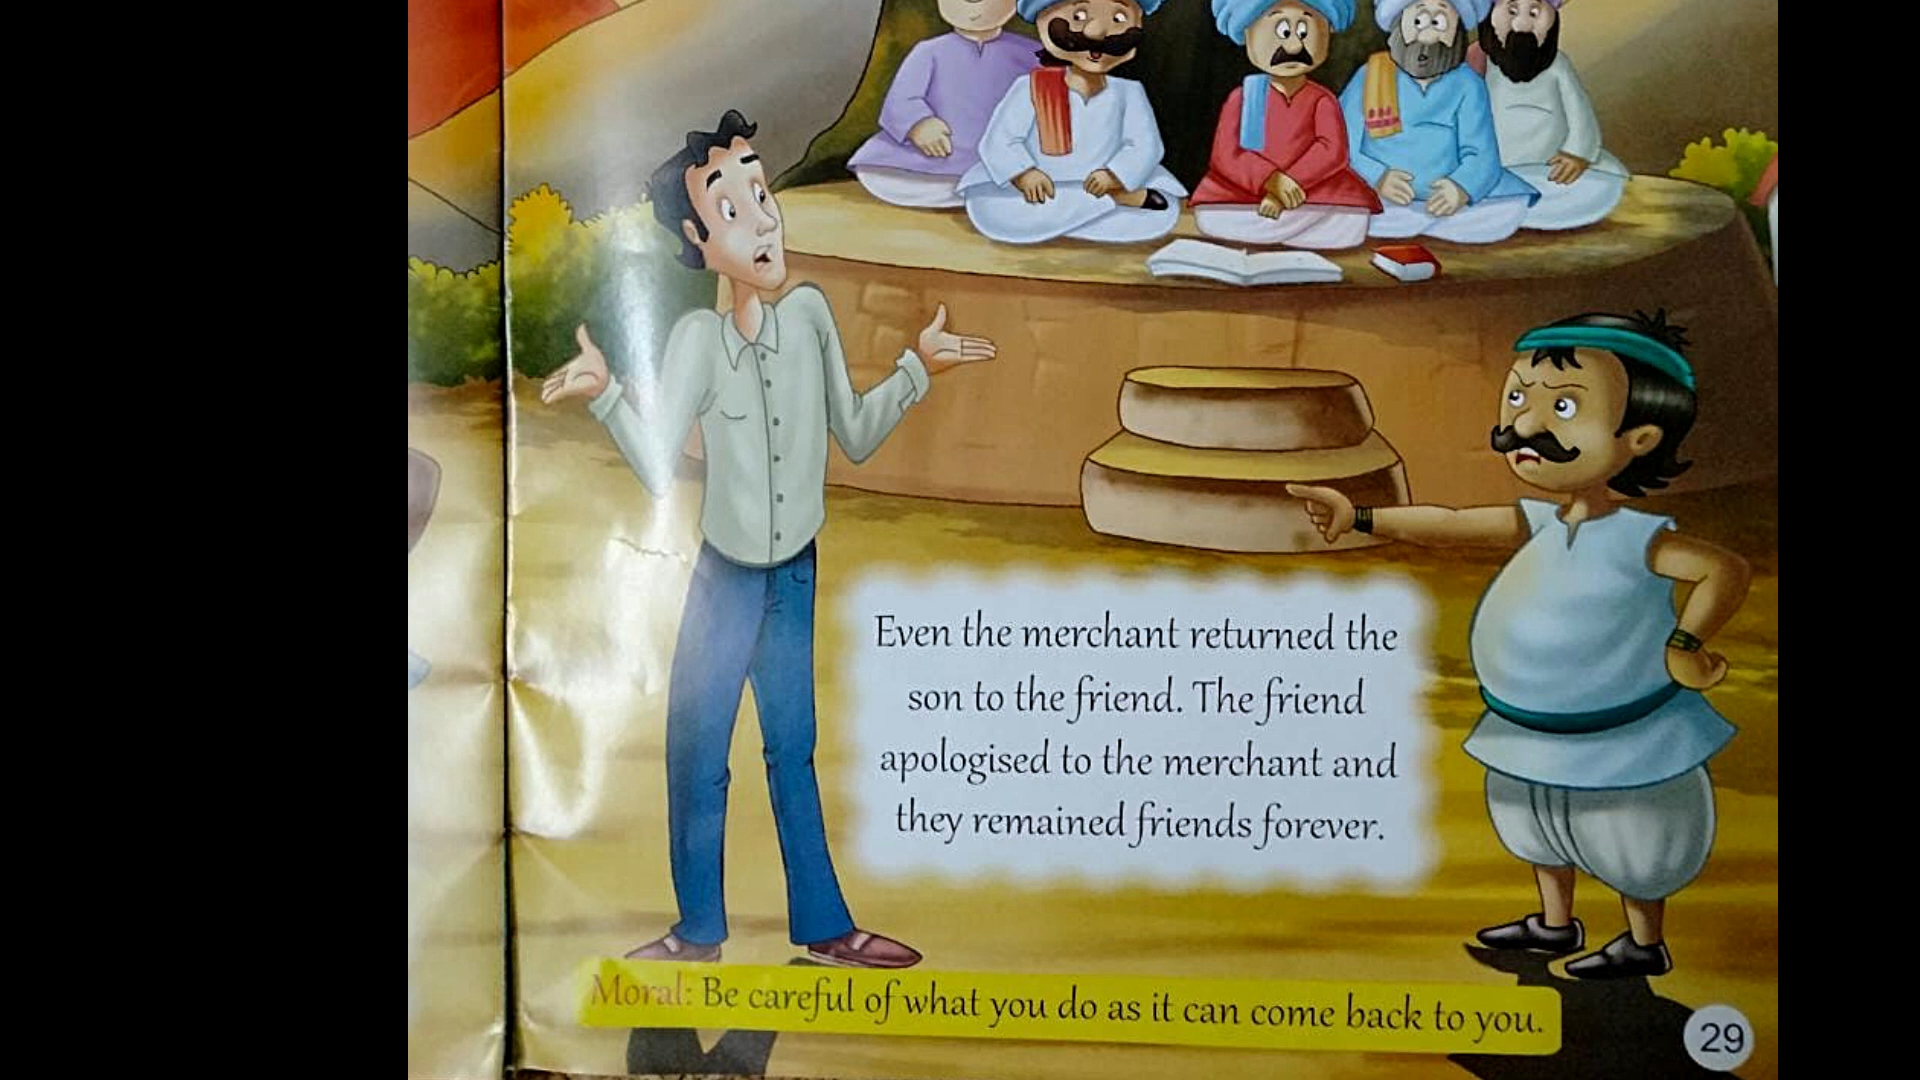 Even the merchant returned the
son to the friend. The friend
apologised to the merchant and
they remained friends forever.
Moral: Be careful of what you do as it can come back to you.
29